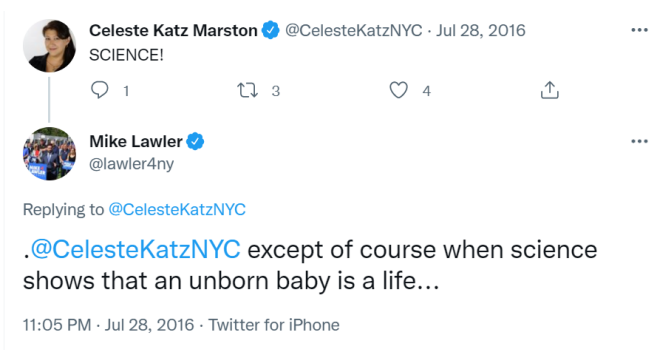 Celeste Katz Marston @CelesteKatzNYC · Jul 28, 2016
SCIENCE!
1 3 4
Mike Lawler
@lawler4ny
Replying to @CelesteKatzNYC
.@CelesteKatzNYC except of course when science
shows that an unborn baby is a life...
11:05 PM · Jul 28, 2016 · Twitter for iPhone